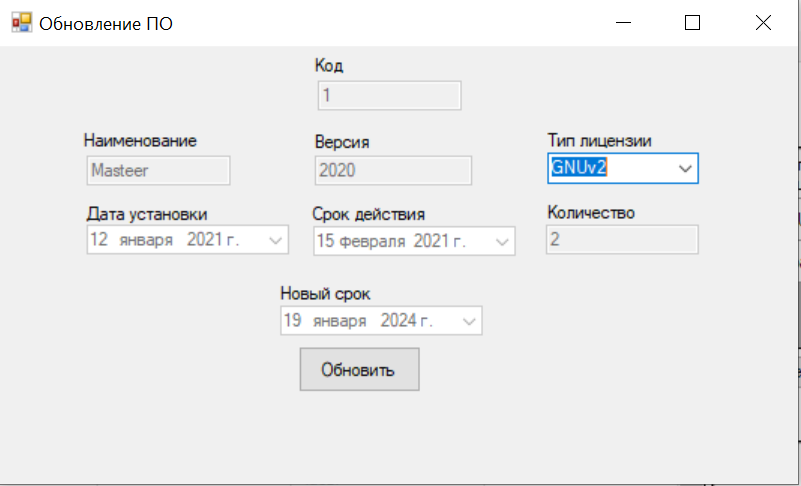 Обновление ПО
Код
1
Наименование Версия Тип лицензии
Masteer 2020 GNUv2
Дата установки Срок действия Количество
12 января 2021 г. 15 февраля 2021 г. 2
Новый срок
19 января 2024 г.
Обновить